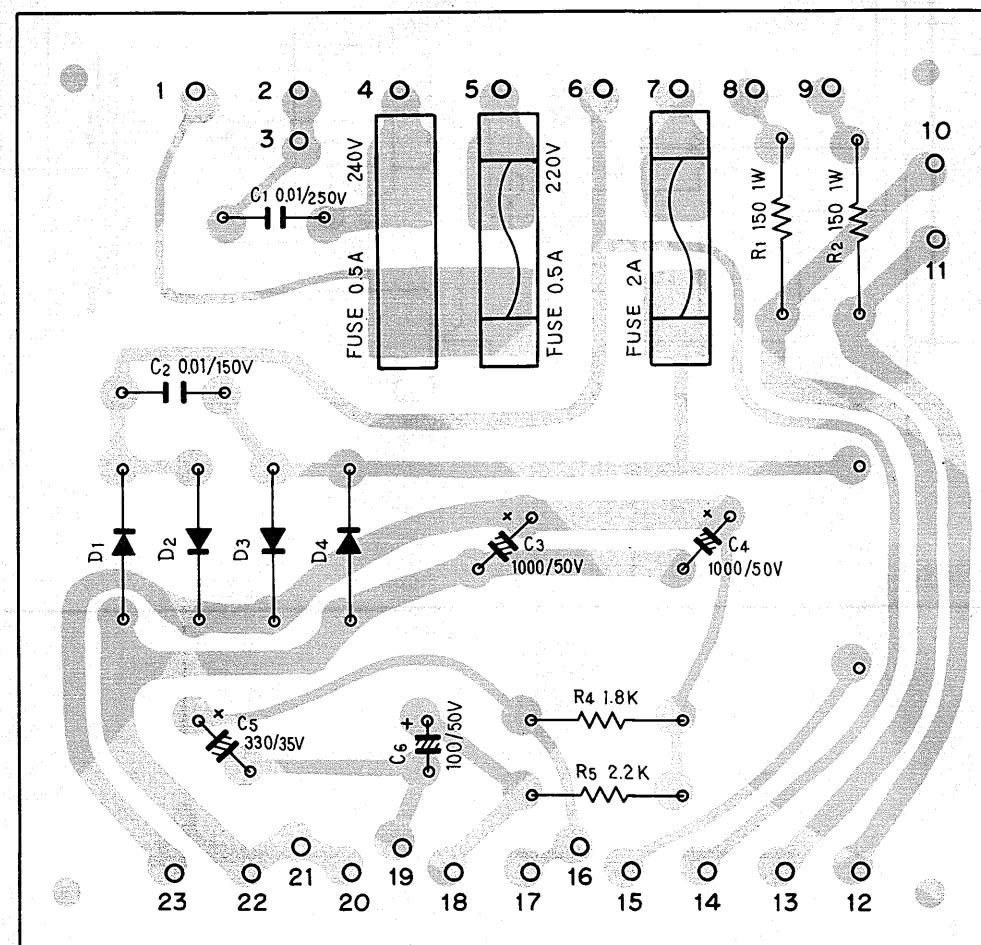 1
2
3
4
5
6
7
8
9
10
11
C1 0.01/250V
240V
FUSE 0.5A
220V
FUSE 0.5A
FUSE 2A
R1 150 1W
R2 150 1W
C2 0.01/150V
D1
D2
D3
D4
×
C3
1000/50V
×
C4
1000/50V
×
C5
330/35V
+
C6
100/50V
R4 1.8K
R5 2.2K
23
22
21
20
19
18
17
16
15
14
13
12